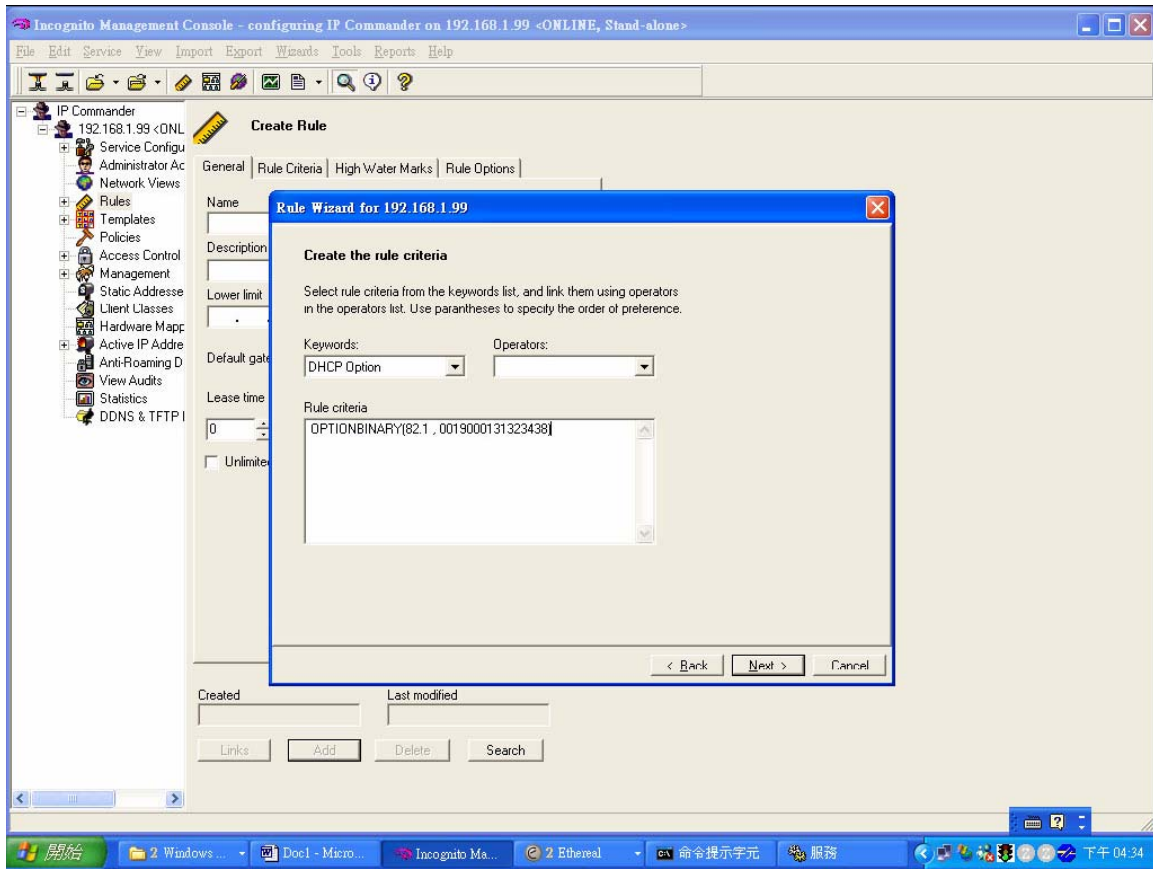 Incognito Management Console - configuring IP Commander on 192.168.1.99 <ONLINE, Stand-alone>
File Edit Service View Import Export Wizards Tools Reports Help
IP Commander
192.168.1.99 <ONL
Service Configu
Administrator Ac
Network Views
Rules
Templates
Policies
Access Control
Management
Static Addresse
Client Classes
Hardware Mapp
Active IP Addre
Anti-Roaming D
View Audits
Statistics
DDNS & TFTP I
Create Rule
General Rule Criteria High Water Marks Rule Options
Name
Description
Lower limit
. .
Default gate
Lease time
0
Unlimite
Rule Wizard for 192.168.1.99
Create the rule criteria
Select rule criteria from the keywords list, and link them using operators
in the operators list. Use parantheses to specify the order of preference.
Keywords: Operators:
DHCP Option
Rule criteria
OPTIONBINARY(82.1 , 0019000131323438)
< Back Next > Cancel
Created Last modified
Links Add Delete Search
開始 2 Windows ... Doc1 - Micro... Incognito Ma... 2 Ethereal 命令提示字元 服務 下午 04:34